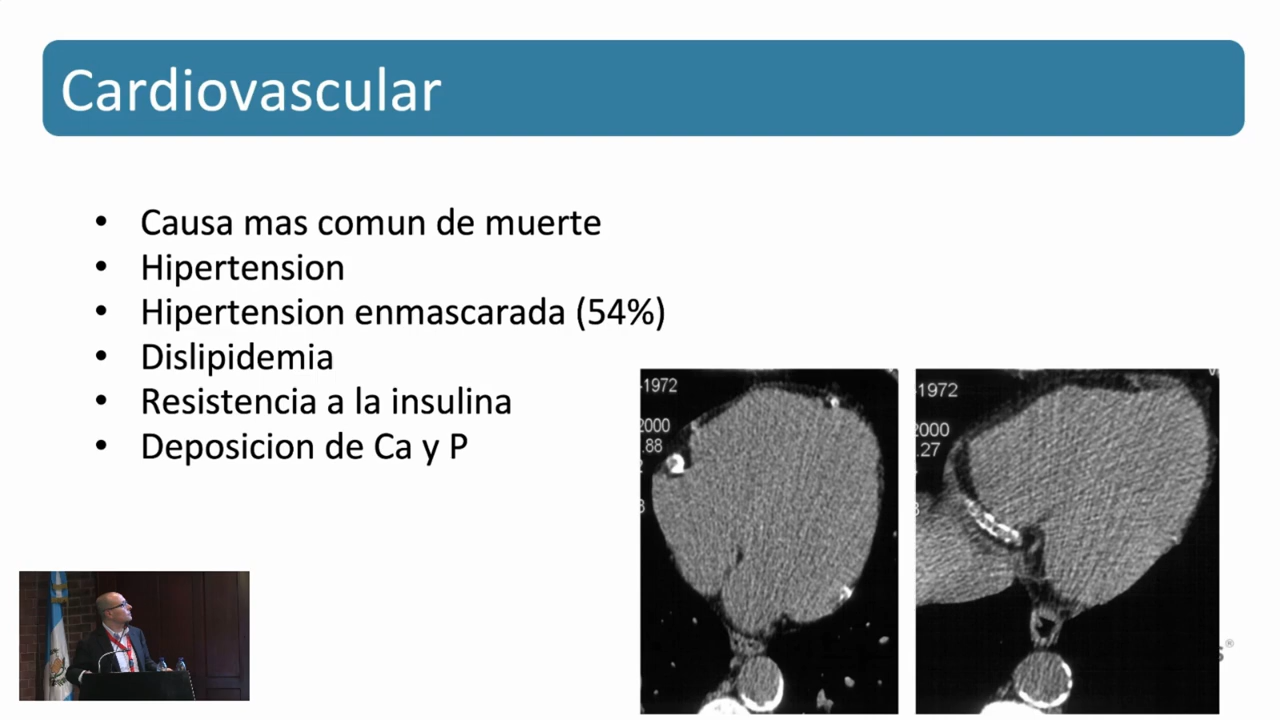 Cardiovascular
• Causa mas comun de muerte
• Hipertension
• Hipertension enmascarada (54%)
• Dislipidemia
• Resistencia a la insulina
• Deposicion de Ca y P
-1972
2000
.88
-1972
2000
.27